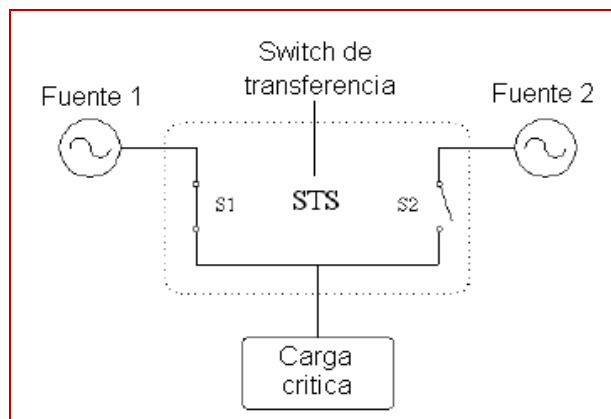 Switch de
transferencia
Fuente 1
Fuente 2
S1
STS
S2
Carga
critica